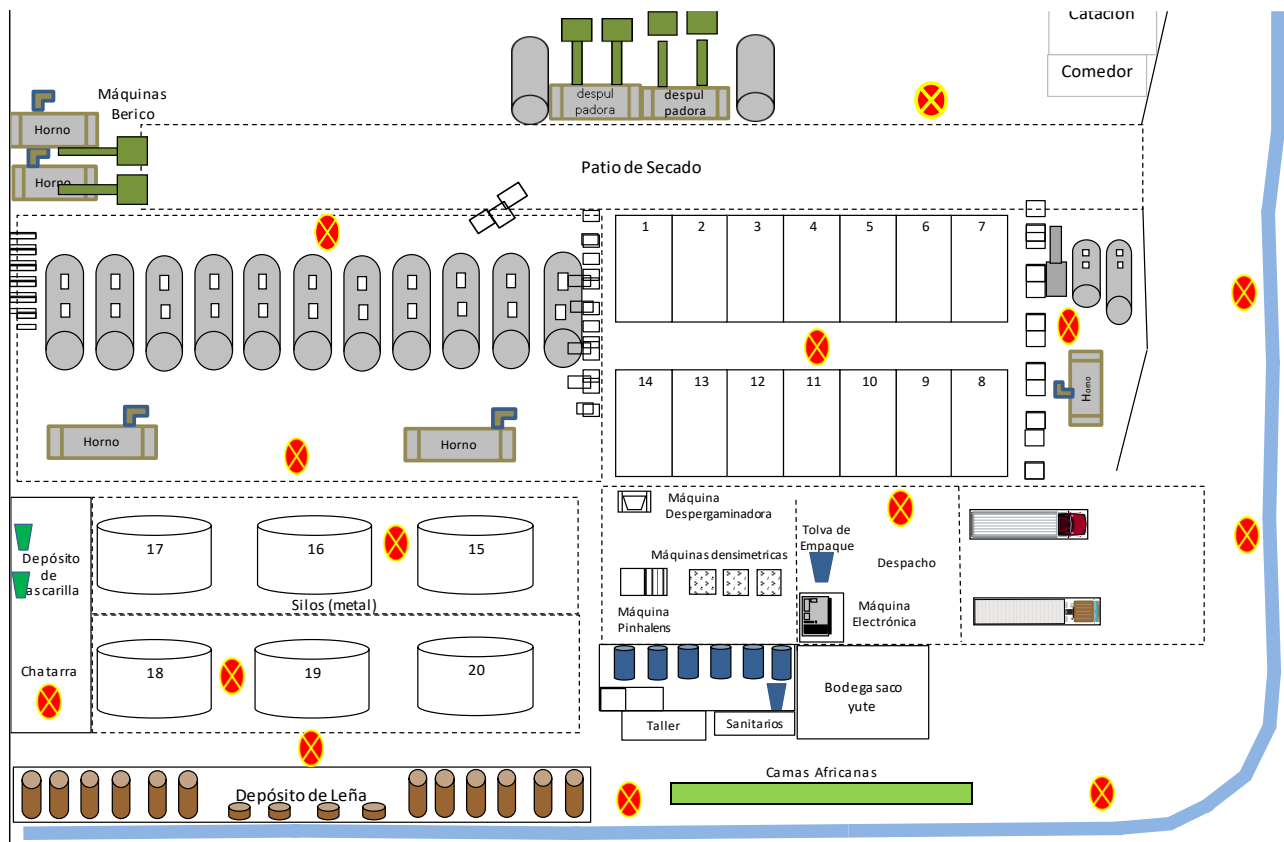 Catación
Comedor
Máquinas
Berico
despul
padora
despul
padora
Horno
Horno
Patio de Secado
1
2
3
4
5
6
7
14
13
12
11
10
9
8
Horno
Horno
Horno
Máquina
Despergaminadora
Tolva de
Empaque
Despacho
Máquinas densimetricas
Máquina
Pinhalens
Máquina
Electrónica
17
16
15
Silos (metal)
Depósito
de
ascarilla
18
19
20
Chatarra
Bodega saco
yute
Taller
Sanitarios
Camas Africanas
Depósito de Leña